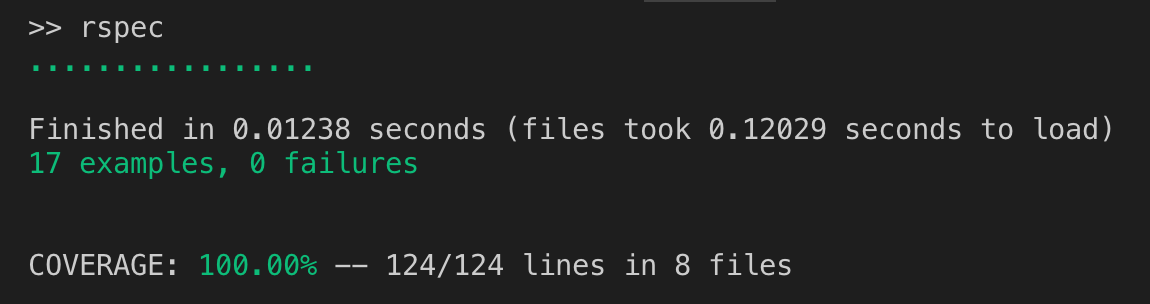 >> rspec
.................
Finished in 0.01238 seconds (files took 0.12029 seconds to load)
17 examples, 0 failures
COVERAGE: 100.00% -- 124/124 lines in 8 files